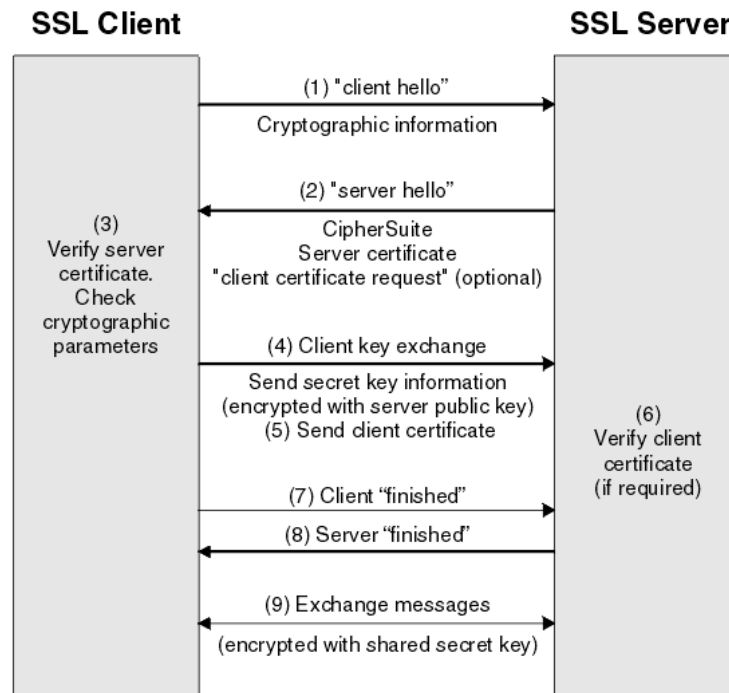 SSL Client
SSL Server
(1) "client hello”
Cryptographic information
(2) "server hello”
CipherSuite
Server certificate
"client certificate request" (optional)
(3)
Verify server
certificate.
Check
cryptographic
parameters
(4) Client key exchange
Send secret key information
(encrypted with server public key)
(5) Send client certificate
(6)
Verify client
certificate
(if required)
(7) Client “finished”
(8) Server “finished”
(9) Exchange messages
(encrypted with shared secret key)